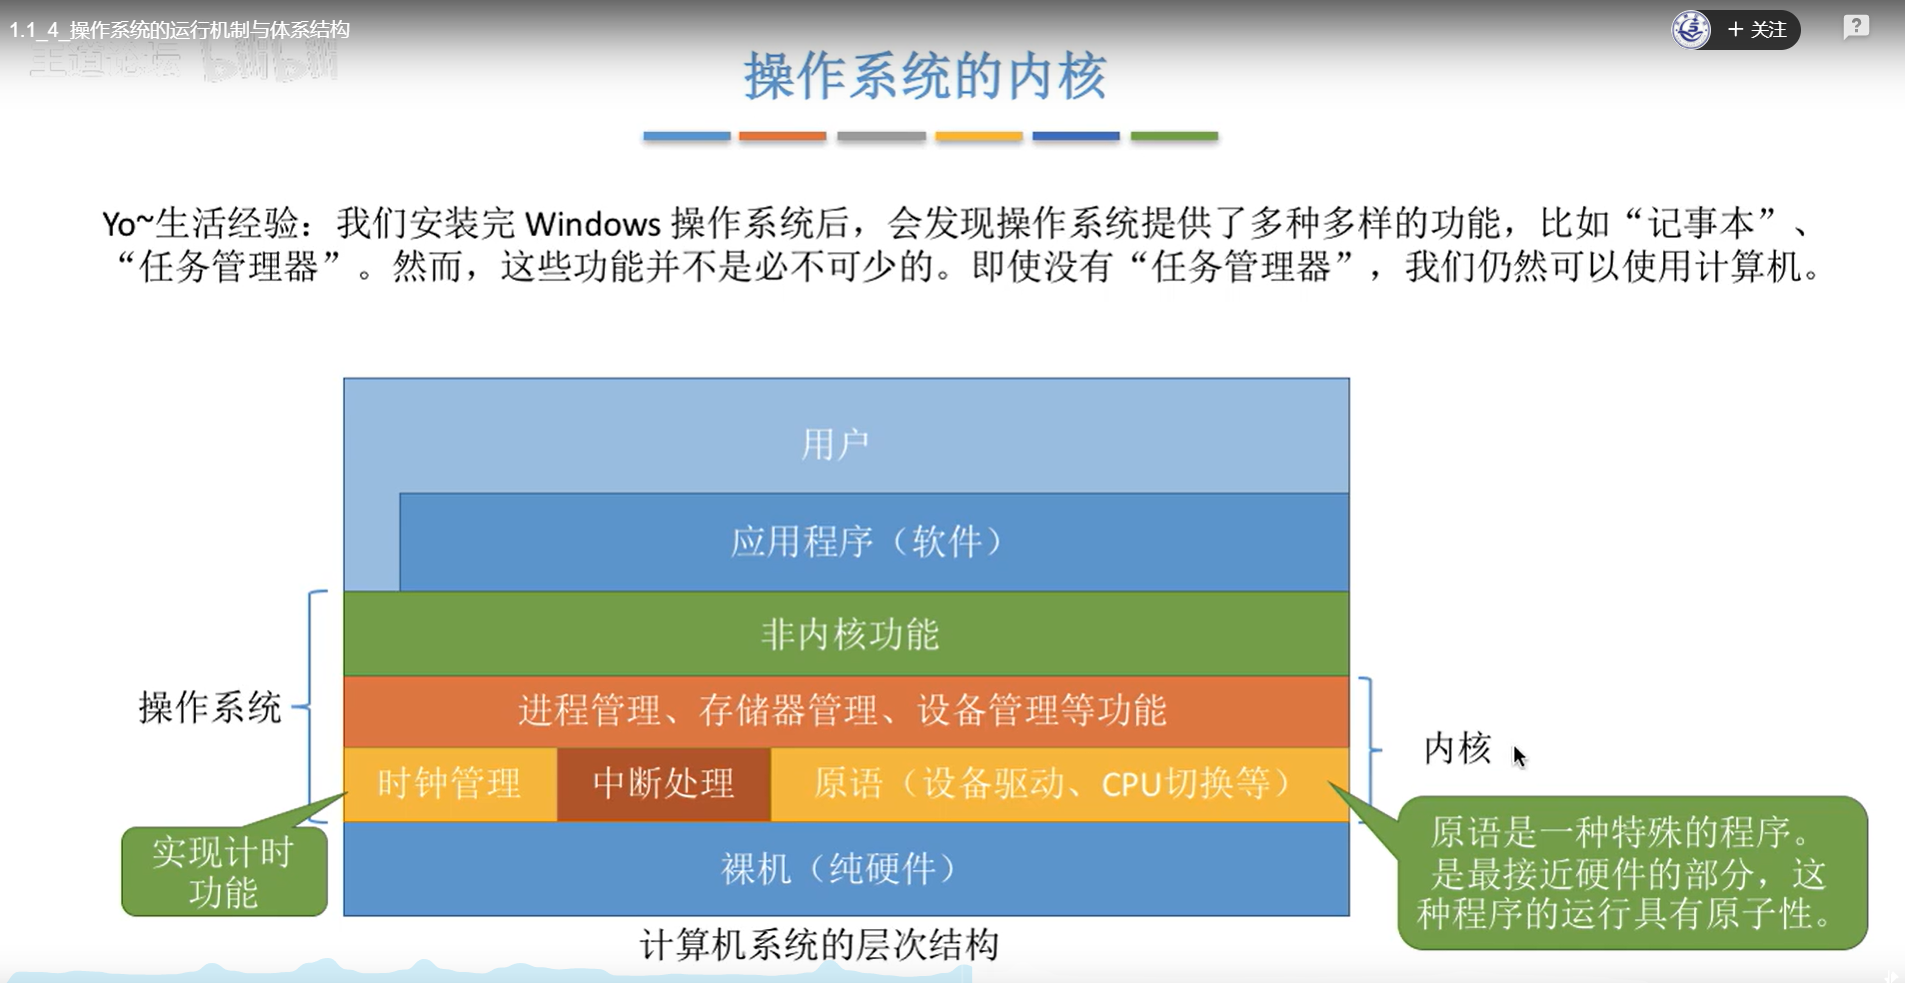 1.1_4_操作系统的运行机制与体系结构
+ 关注
?
王道论坛 bilibili
操作系统的内核
Yo~生活经验：我们安装完 Windows 操作系统后，会发现操作系统提供了多种多样的功能，比如“记事本”、
“任务管理器”。然而，这些功能并不是必不可少的。即使没有“任务管理器”，我们仍然可以使用计算机。
用户
应用程序（软件）
非内核功能
操作系统
进程管理、存储器管理、设备管理等功能
内核
时钟管理
中断处理
原语（设备驱动、CPU切换等）
实现计时
功能
裸机（纯硬件）
原语是一种特殊的程序。
是最接近硬件的部分，这
种程序的运行具有原子性。
计算机系统的层次结构